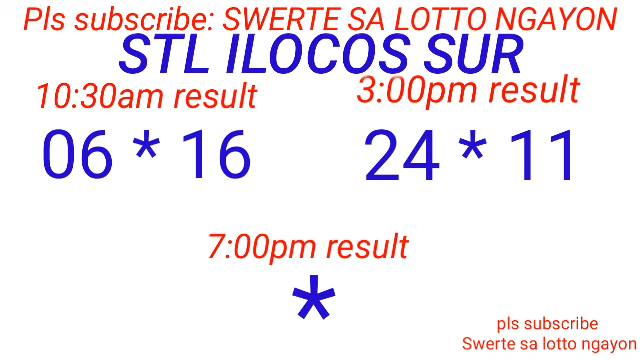 Pls subscribe: SWERTE SA LOTTO NGAYON
STL ILOCOS SUR
10:30am result
3:00pm result
06 * 16
24 * 11
7:00pm result
*
pls subscribe
Swerte sa lotto ngayon